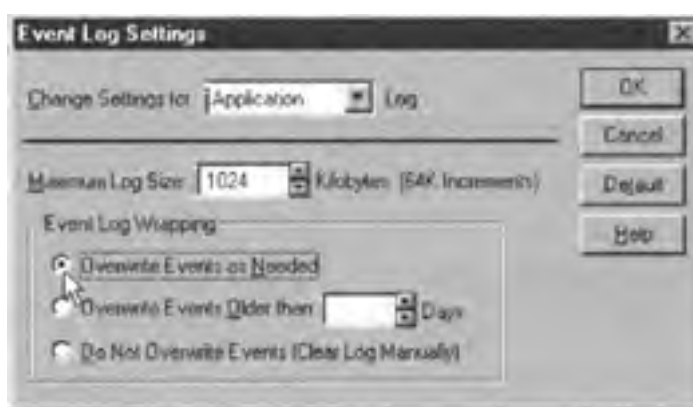 Event Log Settings
Change Settings for Application Log
OK
Cancel
Maximum Log Size: 1024 Kilobytes (64K Increments)
Default
Event Log Wrapping
Help
Overwrite Events as Needed
Overwrite Events Older than Days
Do Not Overwrite Events (Clear Log Manually)